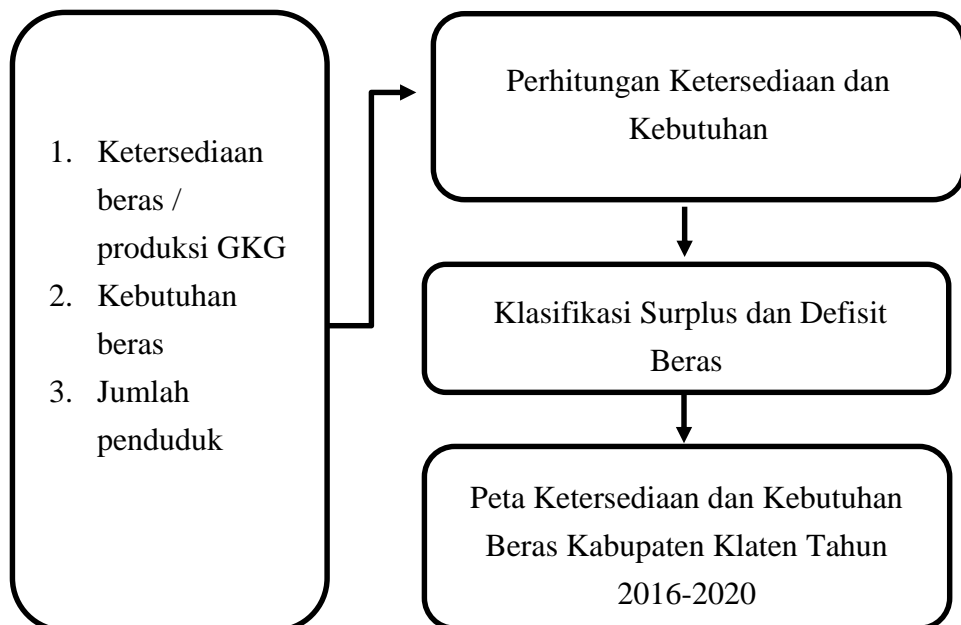 1. Ketersediaan
beras /
produksi GKG
2. Kebutuhan
beras
3. Jumlah
penduduk
Perhitungan Ketersediaan dan
Kebutuhan
Klasifikasi Surplus dan Defisit
Beras
Peta Ketersediaan dan Kebutuhan
Beras Kabupaten Klaten Tahun
2016-2020